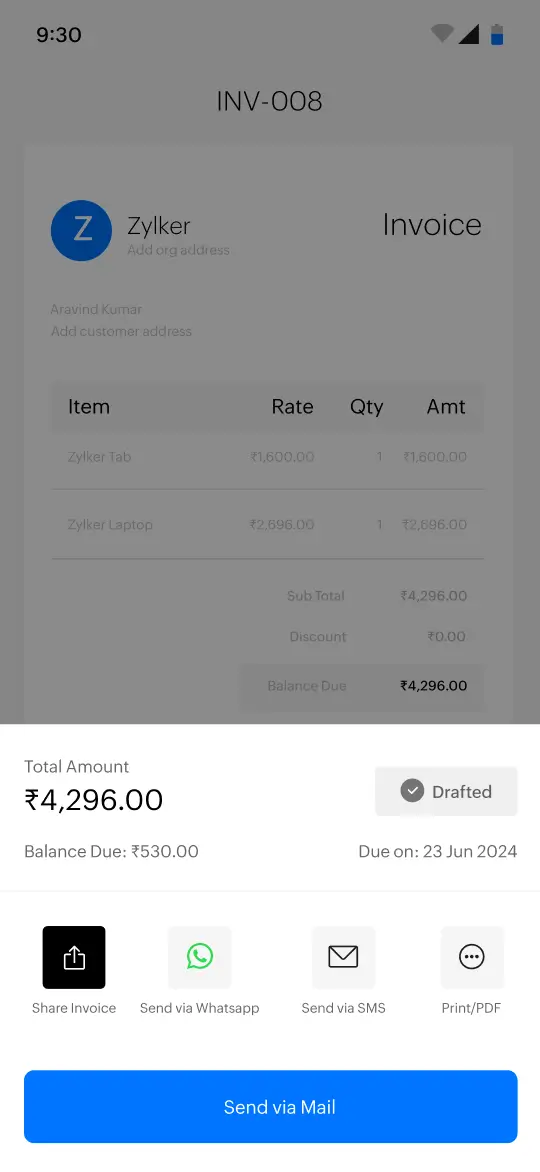 9:30
INV-008
Z
Zylker
Invoice
Add org address
Aravind Kumar
Add customer address
Item Rate Qty Amt
Zylker Tab ₹1,600.00 1 ₹1,600.00
Zylker Laptop ₹2,696.00 1 ₹2,696.00
Sub Total ₹4,296.00
Discount ₹0.00
Balance Due ₹4,296.00
Total Amount
₹4,296.00
Drafted
Balance Due: ₹530.00 Due on: 23 Jun 2024
Share Invoice Send via Whatsapp Send via SMS Print/PDF
Send via Mail